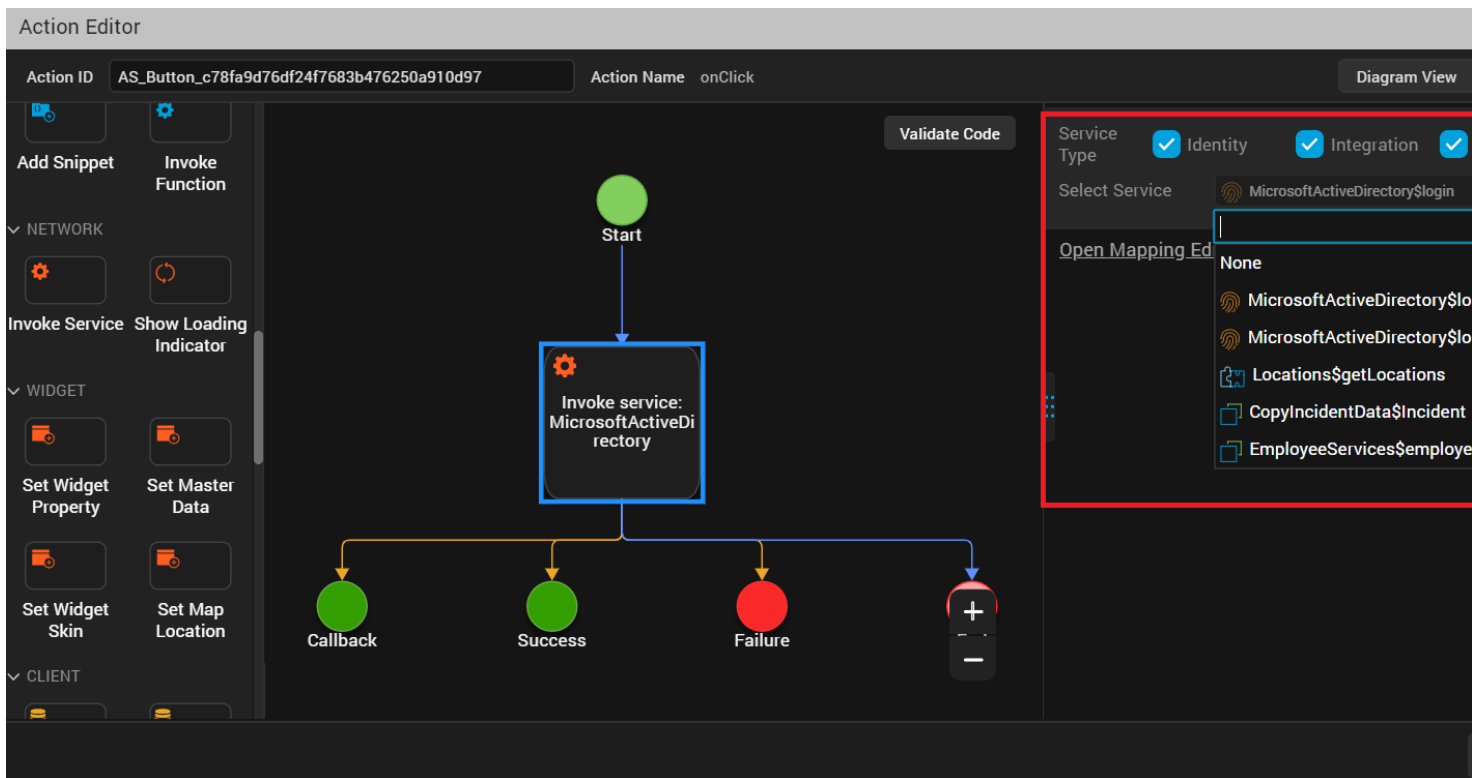 Action Editor
Action ID AS_Button_c78fa9d76df24f7683b476250a910d97 Action Name onClick Diagram View
Add Snippet
Invoke
Function
NETWORK
Invoke Service
Show Loading
Indicator
WIDGET
Set Widget
Property
Set Master
Data
Set Widget
Skin
Set Map
Location
CLIENT
Validate Code
Start
Invoke service:
MicrosoftActiveDi
rectory
Callback
Success
Failure
Service
Type
Identity
Integration
Select Service
MicrosoftActiveDirectory$login
Open Mapping Ed
None
MicrosoftActiveDirectory$lo
MicrosoftActiveDirectory$lo
Locations$getLocations
CopyIncidentData$Incident
EmployeeServices$employe